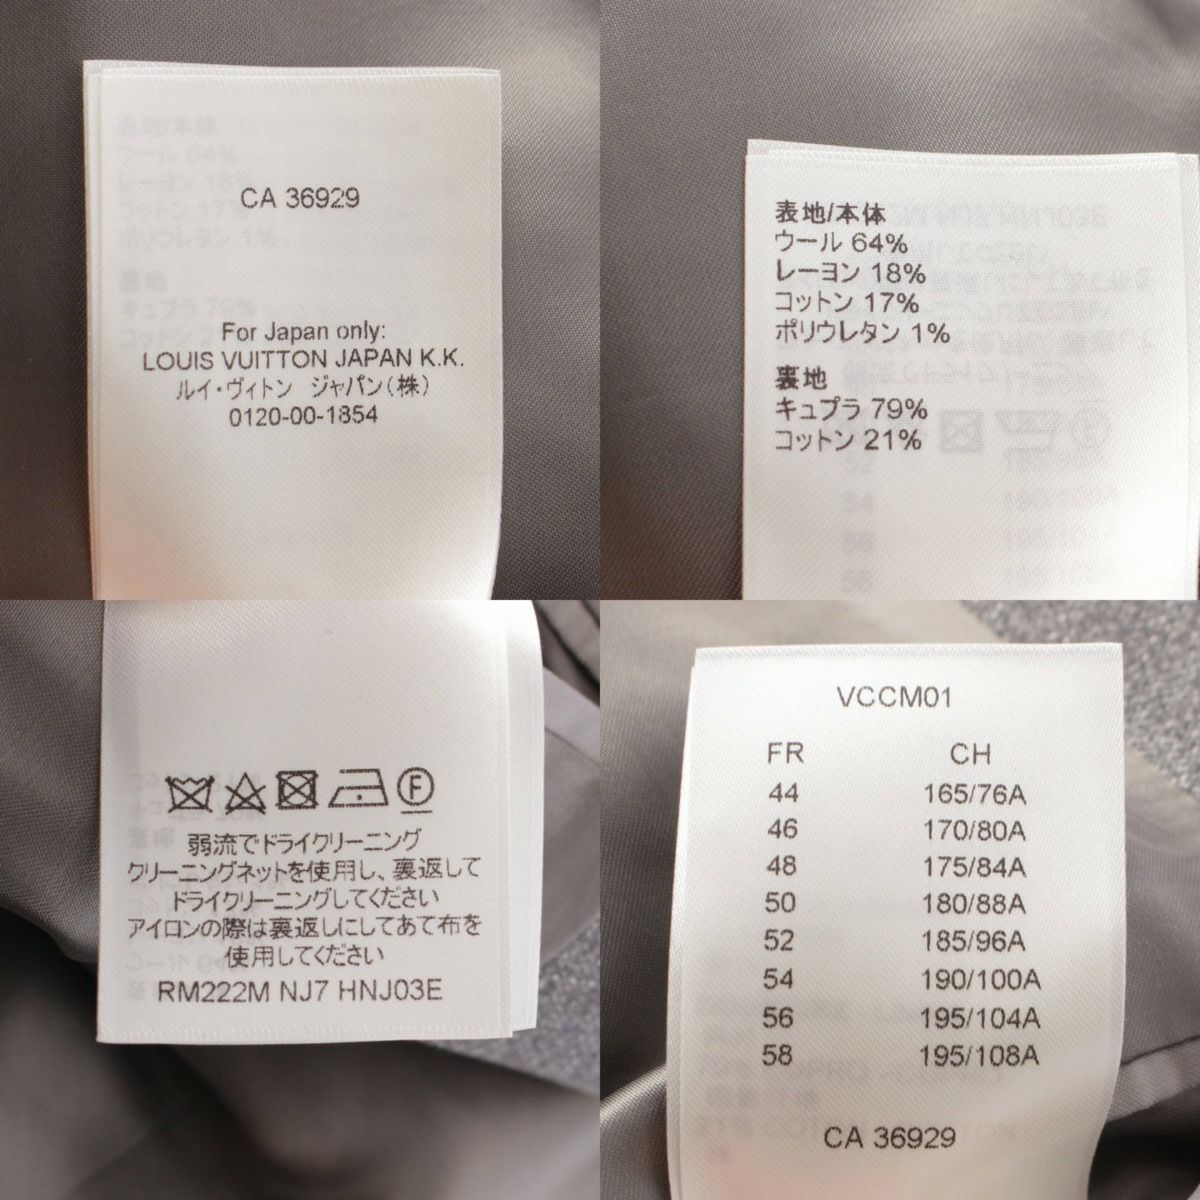 CA 36929
For Japan only:
LOUIS VUITTON JAPAN K.K.
ルイ・ヴィトン ジャパン(株)
0120-00-1854
表地/本体
ウール 64%
レーヨン 18%
コットン 17%
ポリウレタン 1%
裏地
キュプラ 79%
コットン 21%
F
弱流でドライクリーニング
クリーニングネットを使用し、裏返して
ドライクリーニングしてください
アイロンの際は裏返しにしてあて布を
使用してください
RM222M NJ7 HNJ03E
VCCM01
FR CH
44 165/76A
46 170/80A
48 175/84A
50 180/88A
52 185/96A
54 190/100A
56 195/104A
58 195/108A
CA 36929